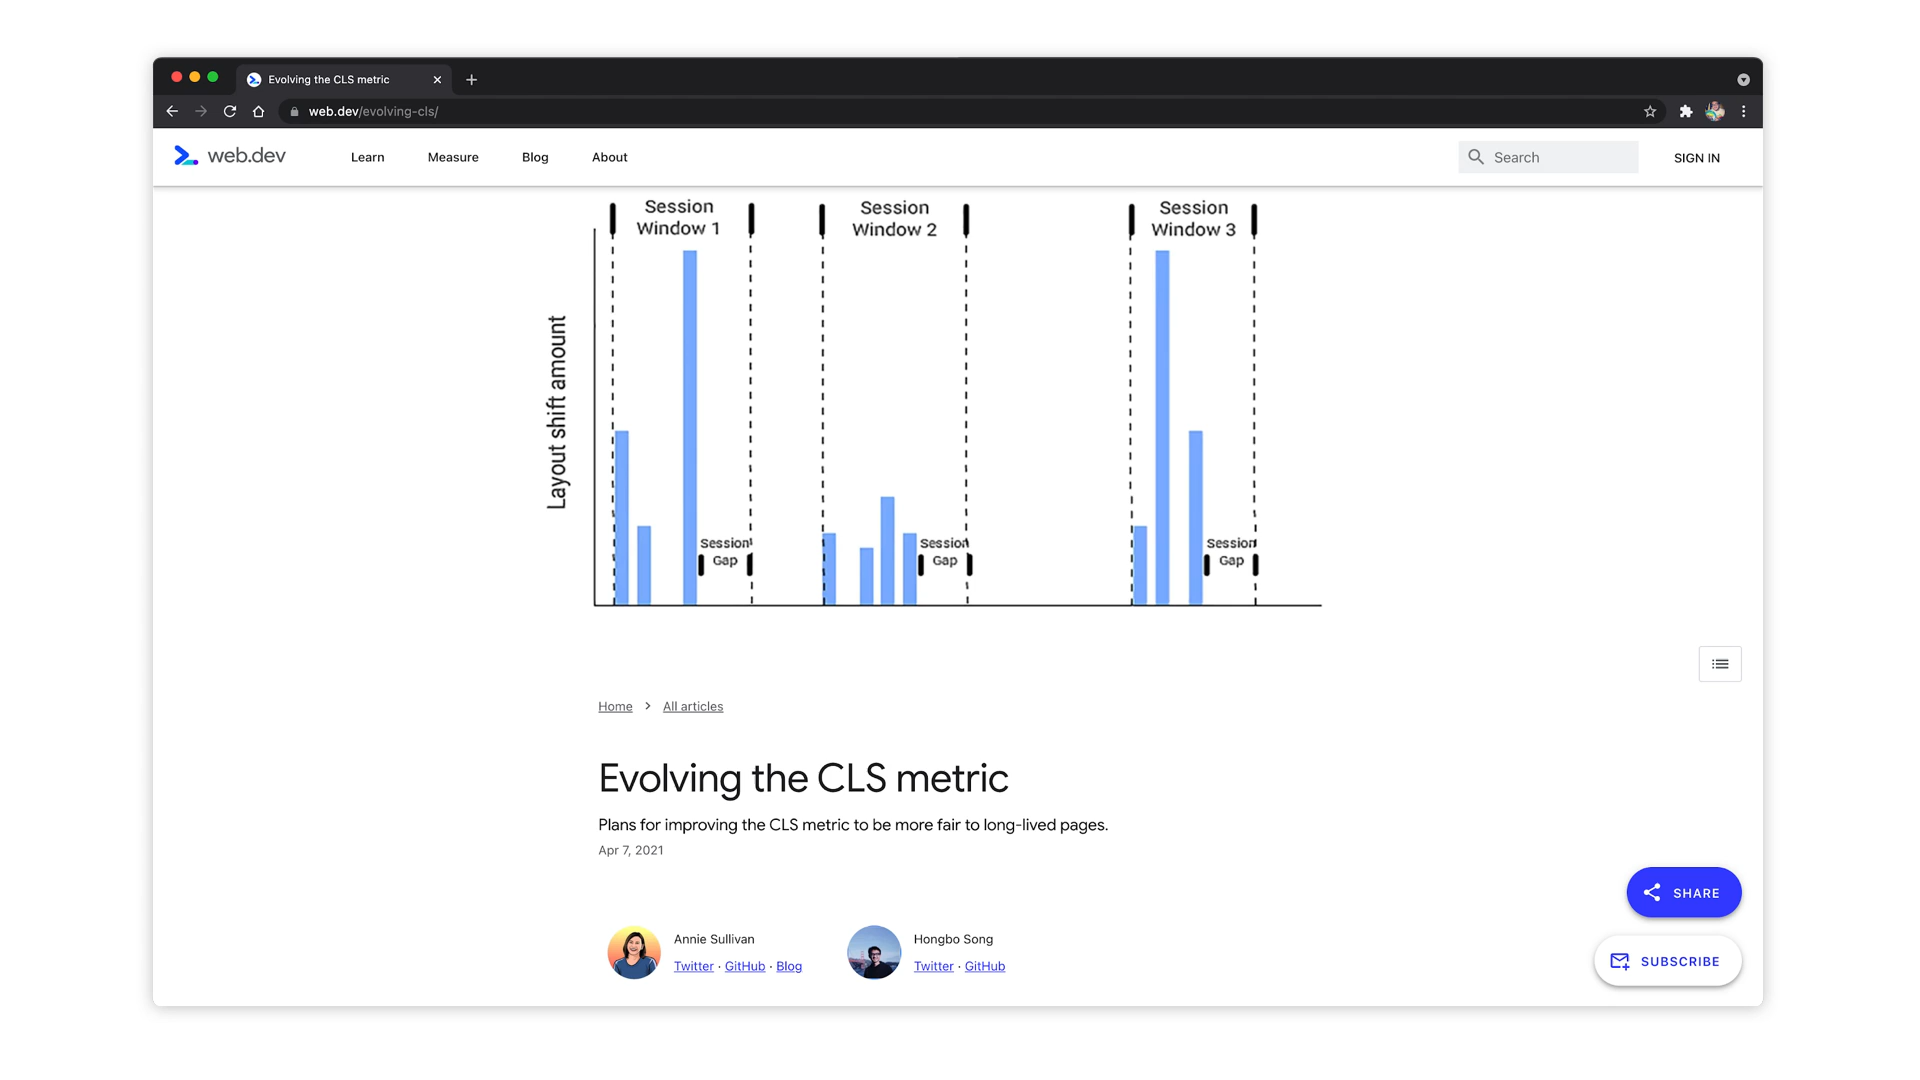 Evolving the CLS metric
web.dev/evolving-cls/
web.dev
Learn
Measure
Blog
About
Search
SIGN IN
Session
Window 1
Session
Window 2
Session
Window 3
Layout shift amount
Session
Gap
Session
Gap
Session
Gap
Home
All articles
Evolving the CLS metric
Plans for improving the CLS metric to be more fair to long-lived pages.
Apr 7, 2021
SHARE
Annie Sullivan
Twitter · GitHub · Blog
Hongbo Song
Twitter · GitHub
SUBSCRIBE